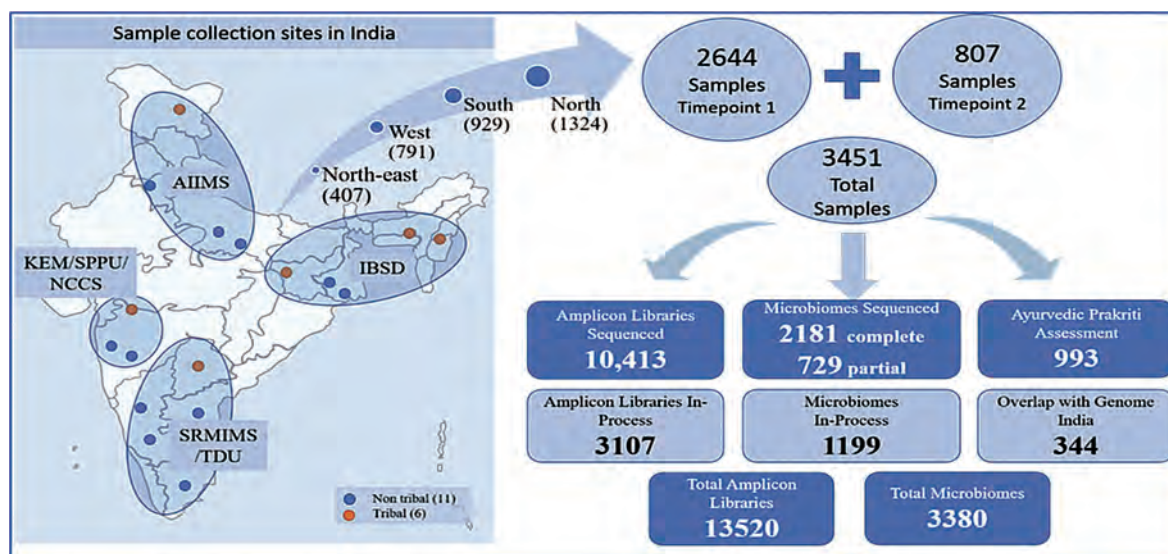 Sample collection sites in India
AIIMS
KEM/SPPU/
NCCS
IBSD
SRMIMS
/TDU
Non tribal (11)
Tribal (6)
North-east
(407)
West
(791)
South
(929)
North
(1324)
2644
Samples
Timepoint 1
807
Samples
Timepoint 2
3451
Total
Samples
Amplicon Libraries
Sequenced
10,413
Microbiomes Sequenced
2181 complete
729 partial
Ayurvedic Prakriti
Assessment
993
Amplicon Libraries In-
Process
3107
Microbiomes
In-Process
1199
Overlap with Genome
India
344
Total Amplicon
Libraries
13520
Total Microbiomes
3380